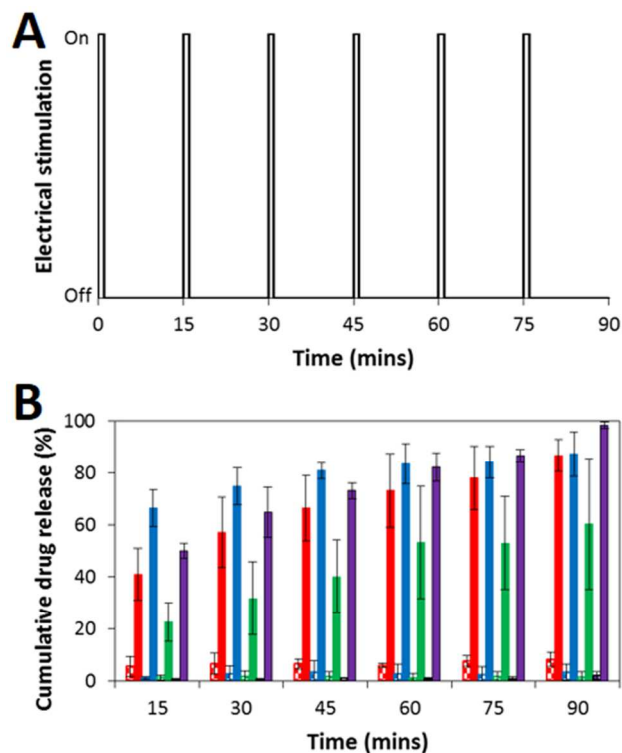 A
On
Electrical stimulation
Off
0 15 30 45 60 75 90
Time (mins)
B
100
80
60
40
20
0
Cumulative drug release (%)
15 30 45 60 75 90
Time (mins)